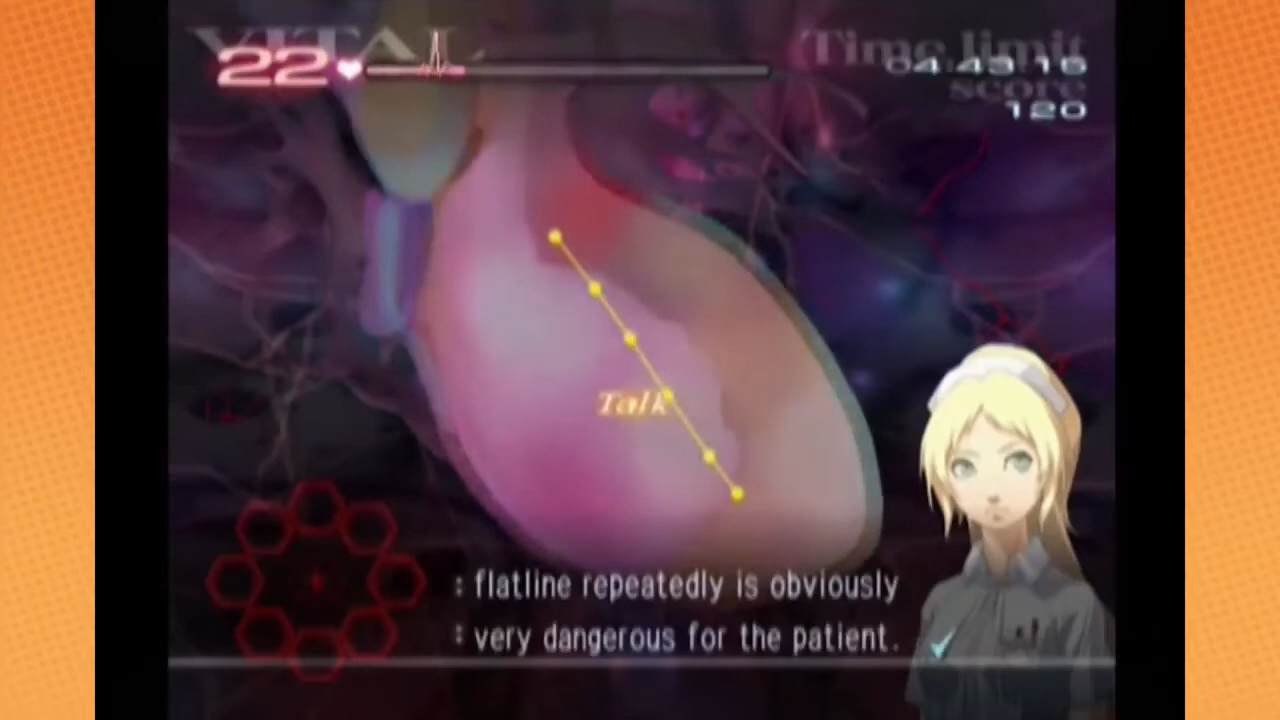 VITAL
22
Time limit
04:43:15
score
120
Talk
: flatline repeatedly is obviously
: very dangerous for the patient.